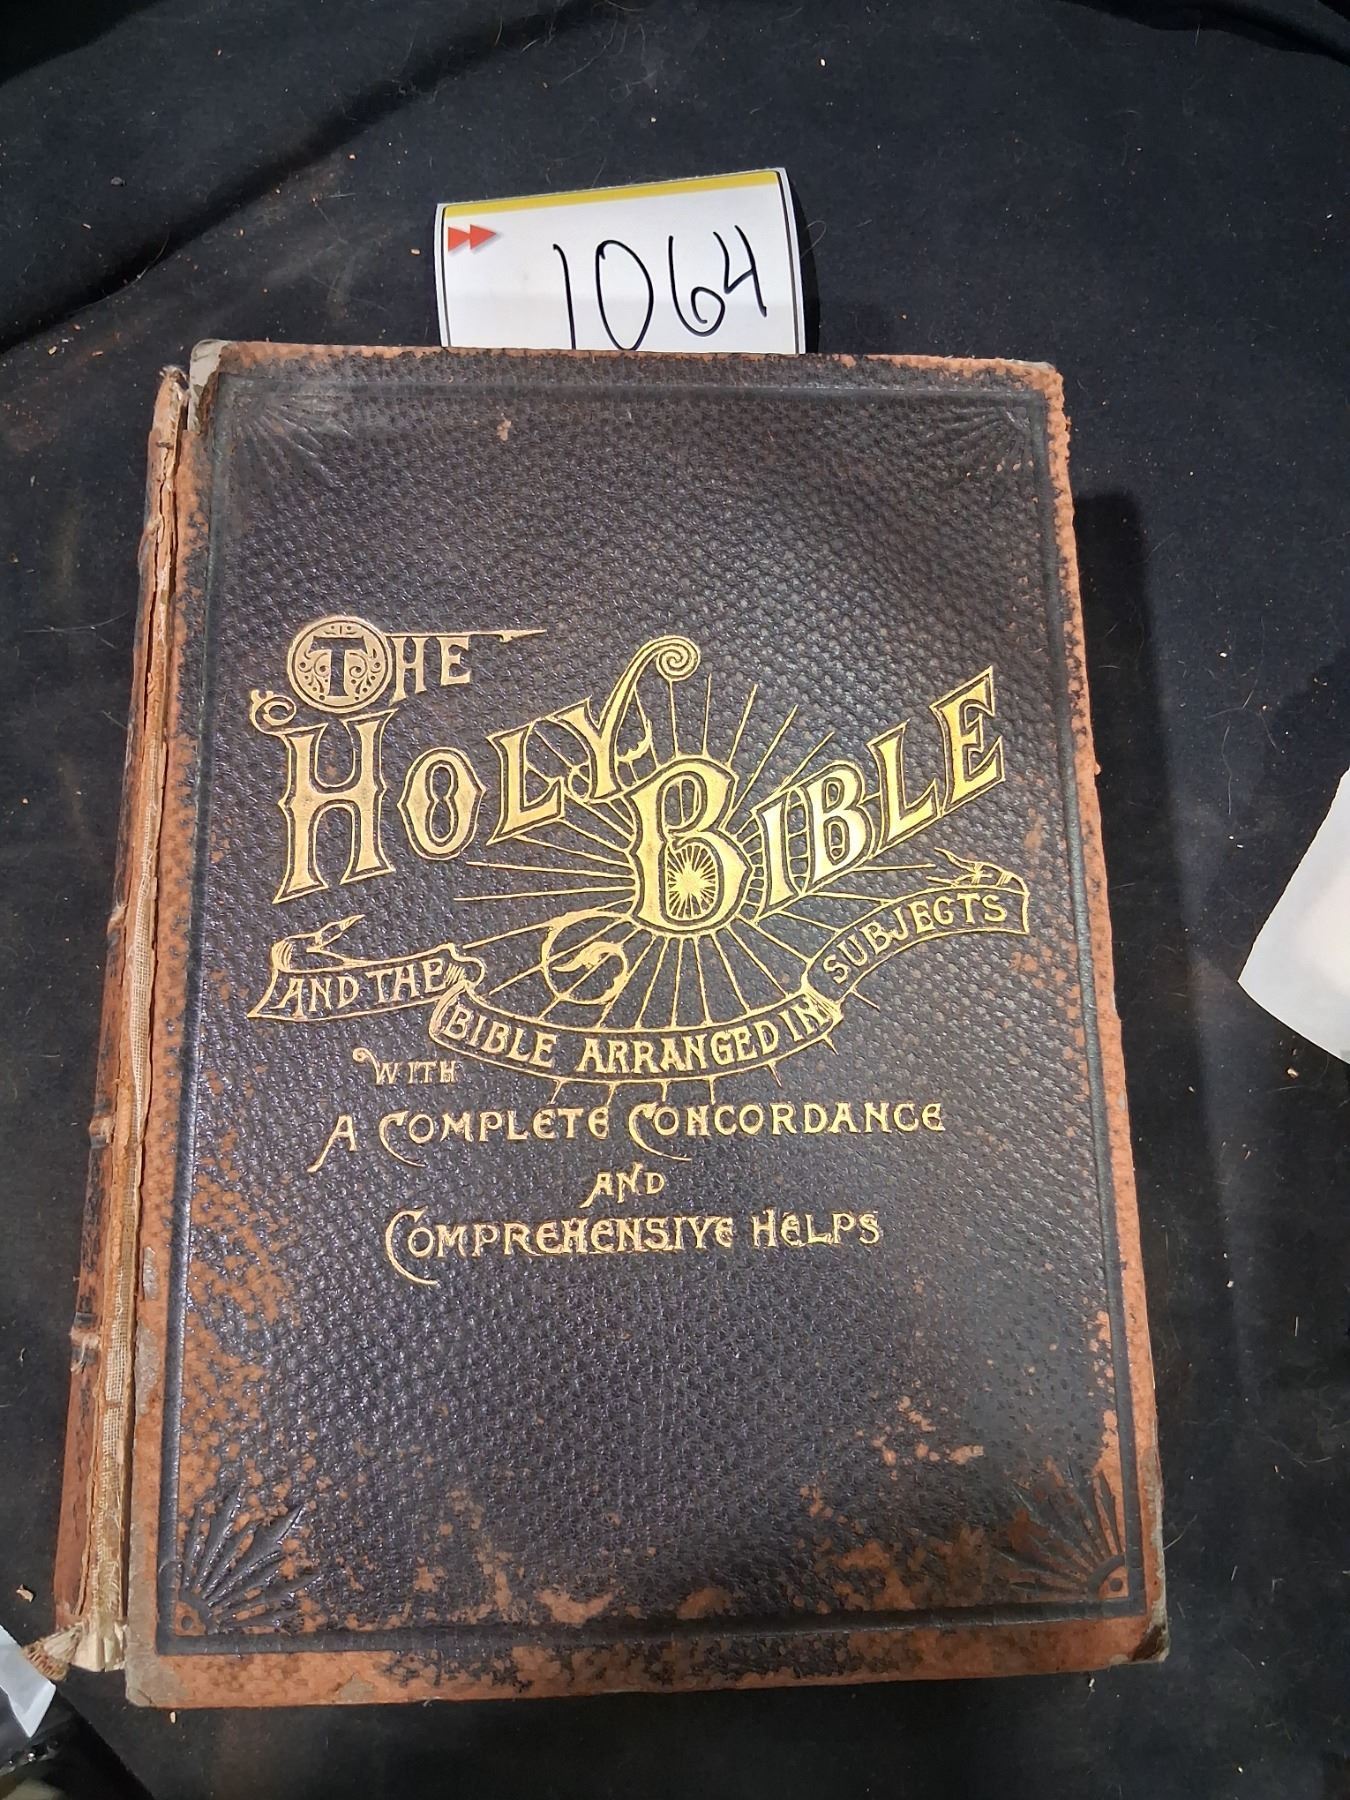 1064
THE
HOLY BIBLE
AND THE BIBLE ARRANGED IN SUBJECTS
WITH
A COMPLETE CONCORDANCE
AND
COMPREHENSIVE HELPS